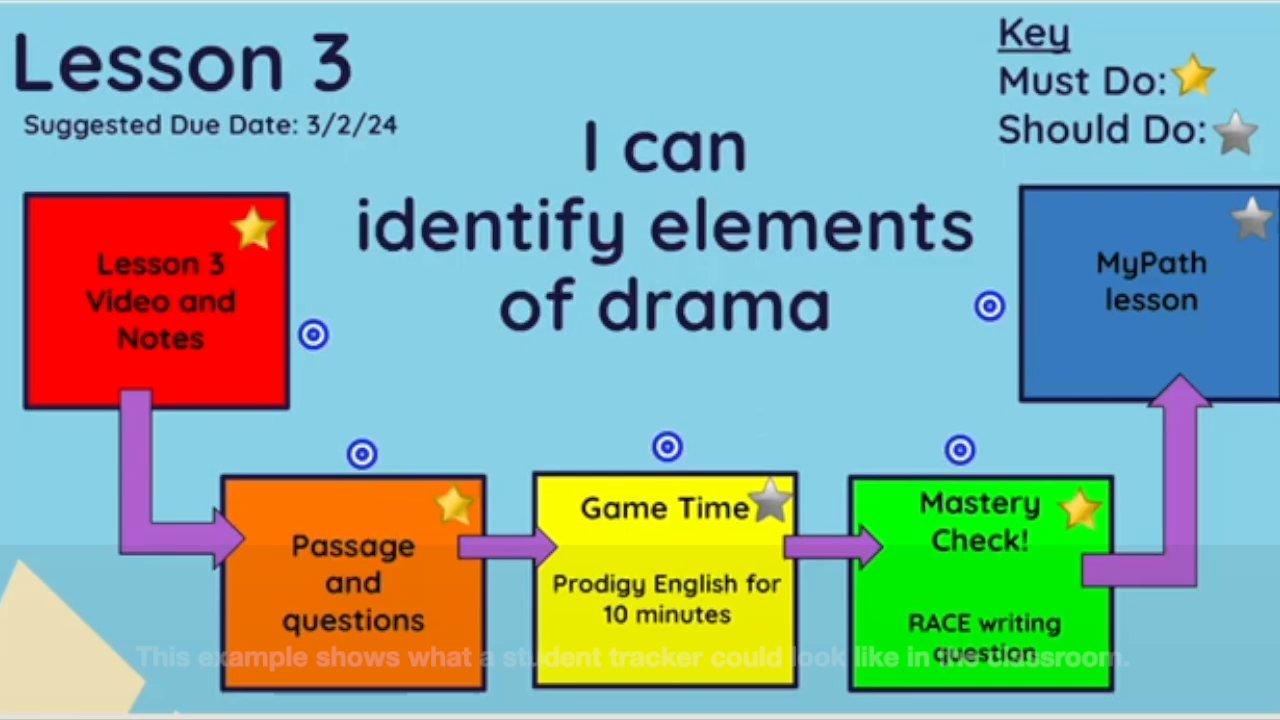 Lesson 3
Suggested Due Date: 3/2/24
Key
Must Do:
Should Do:
I can
identify elements
of drama
Lesson 3
Video and
Notes
MyPath
lesson
Passage
and
questions
Game Time
Prodigy English for
10 minutes
Mastery
Check!
RACE writing
question
This example shows what a student tracker could look like in the classroom.